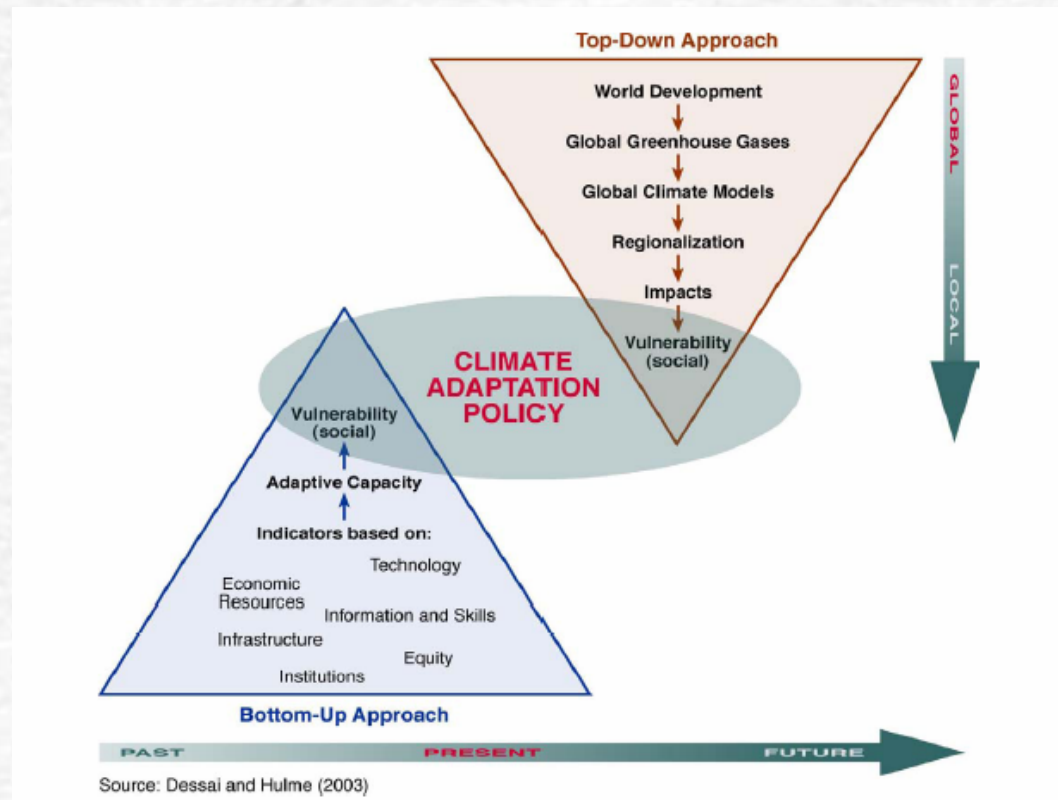 Top-Down Approach
World Development
Global Greenhouse Gases
Global Climate Models
Regionalization
Impacts
Vulnerability
(social)
GLOBAL
LOCAL
CLIMATE
ADAPTATION
POLICY
Vulnerability
(social)
Adaptive Capacity
Indicators based on:
Technology
Economic
Resources
Information and Skills
Infrastructure
Equity
Institutions
Bottom-Up Approach
PAST PRESENT FUTURE
Source: Dessai and Hulme (2003)